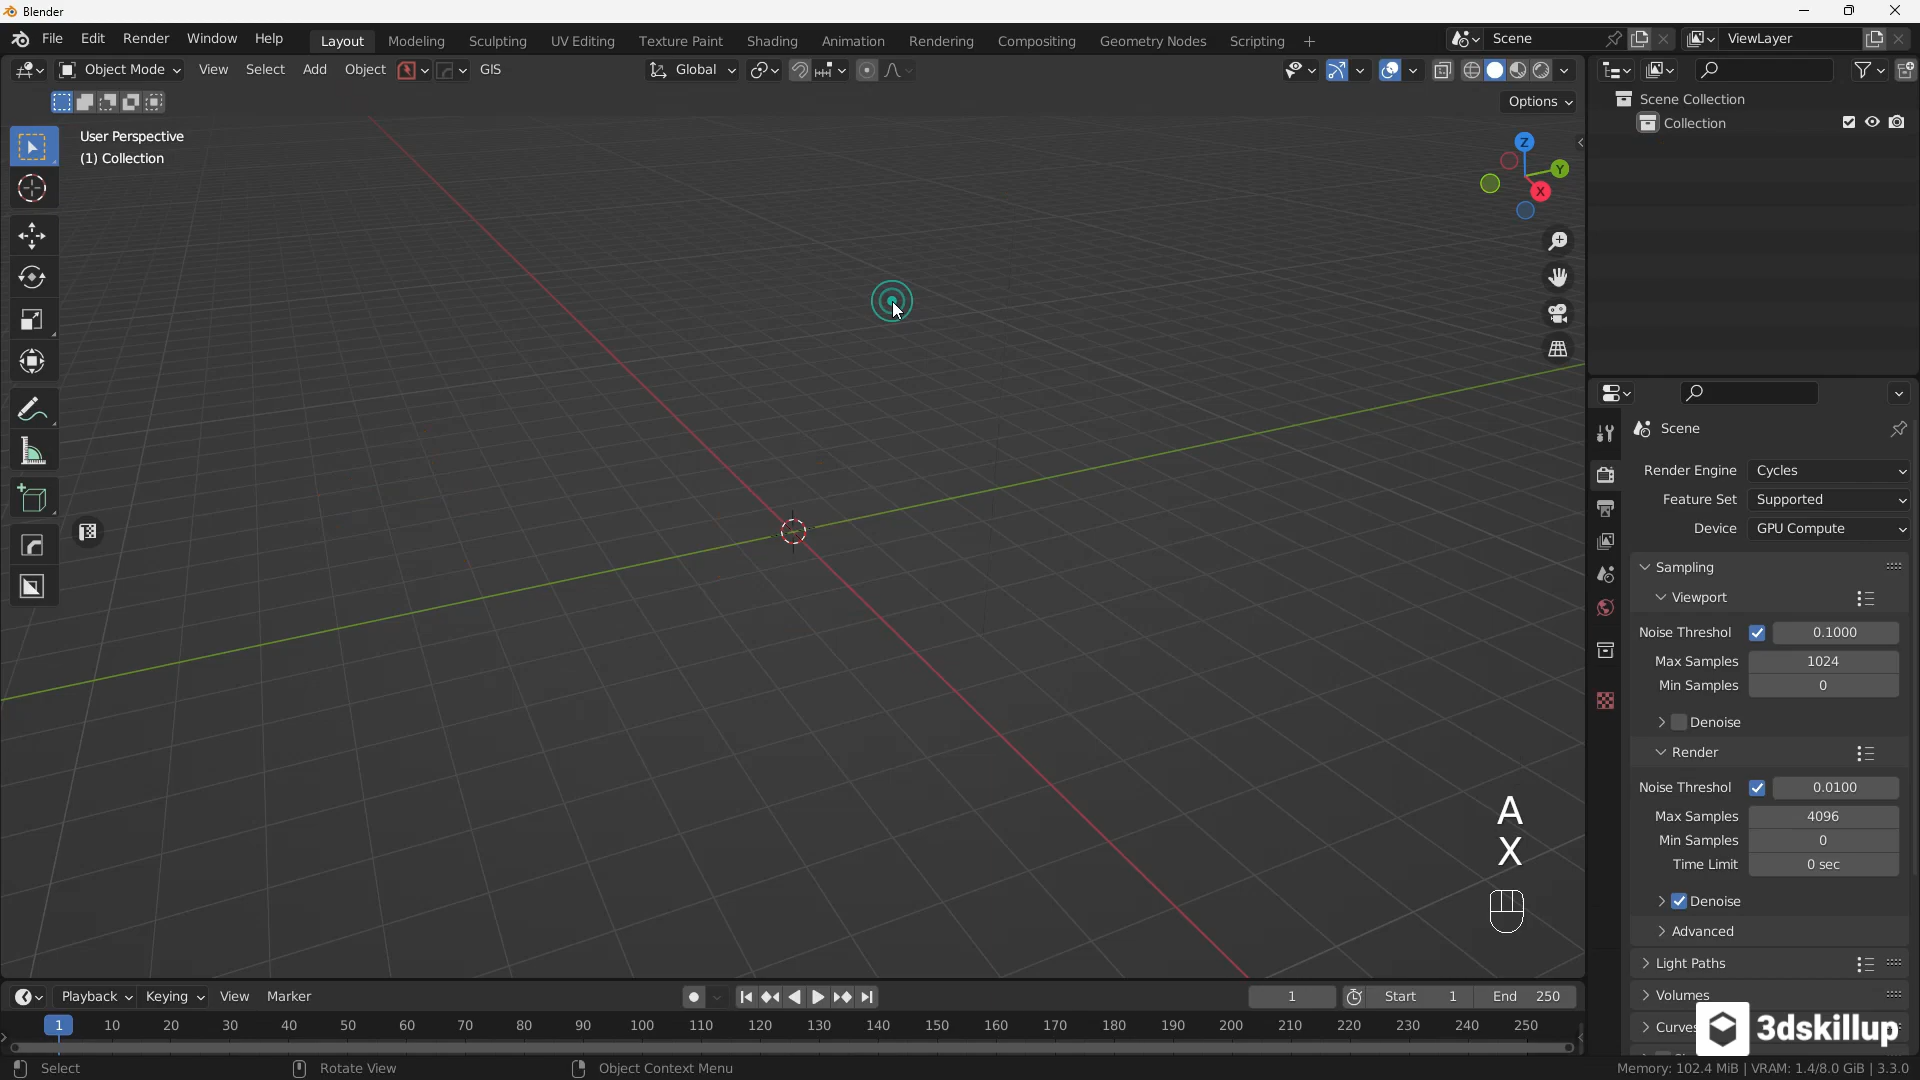 Blender
File Edit Render Window Help Layout Modeling Sculpting UV Editing Texture Paint Shading Animation Rendering Compositing Geometry Nodes Scripting + Scene ViewLayer
Object Mode View Select Add Object GIS Global
Options
User Perspective
(1) Collection
Z
Y
X
Scene Collection
Collection
Scene
Render Engine Cycles
Feature Set Supported
Device GPU Compute
Sampling
Viewport
Noise Threshol 0.1000
Max Samples 1024
Min Samples 0
Denoise
Render
Noise Threshol 0.0100
Max Samples 4096
Min Samples 0
Time Limit 0 sec
Denoise
Advanced
Light Paths
Volumes
Curves
A
X
Playback Keying View Marker 1 Start 1 End 250
1 10 20 30 40 50 60 70 80 90 100 110 120 130 140 150 160 170 180 190 200 210 220 230 240 250
3dskillup
Select Rotate View Object Context Menu Memory: 102.4 MiB | VRAM: 1.4/8.0 GiB | 3.3.0